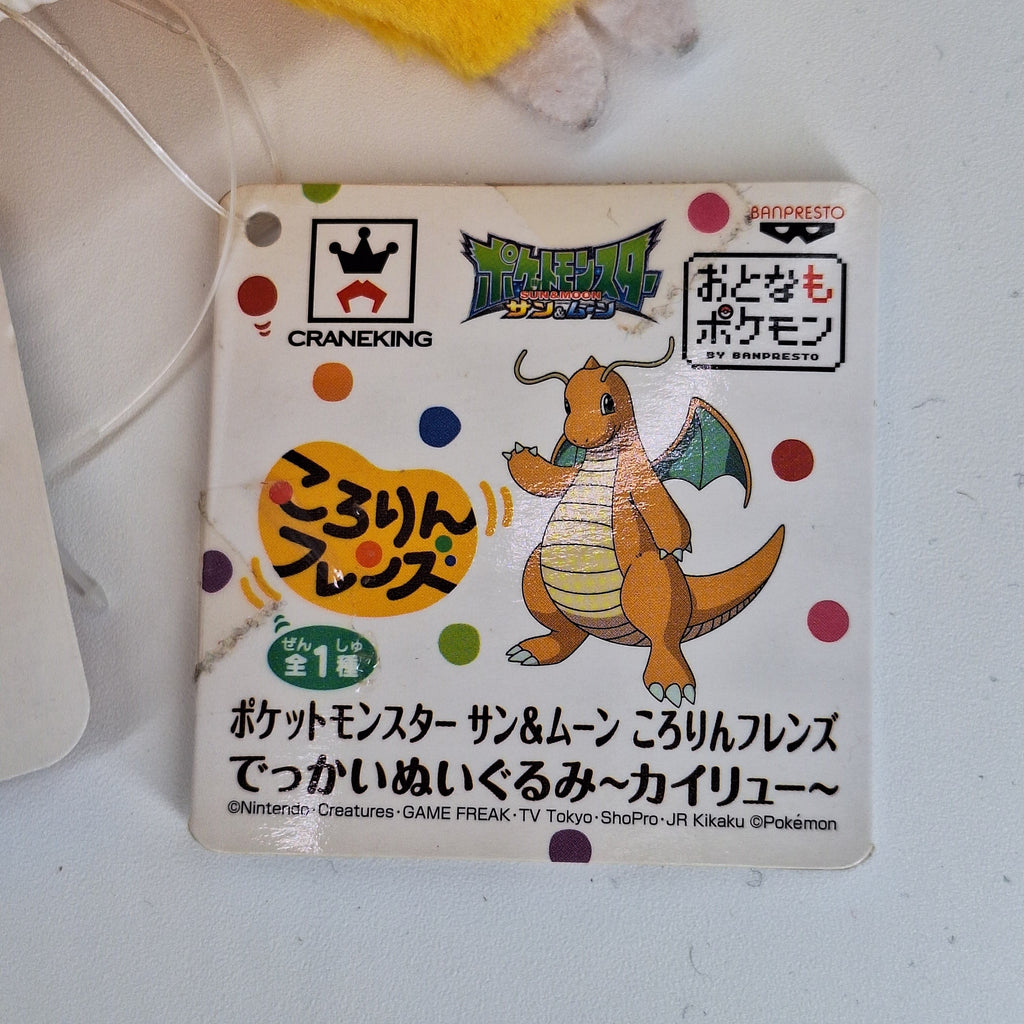 CRANEKING
ポケットモンスター
SUN&MOON
サン&ムーン
BANPRESTO
おとなも
ポケモン
BY BANPRESTO
ころりん
フレンズ
ぜん しゅ
全1種
ポケットモンスター サン&ムーン ころりんフレンズ
でっかいぬいぐるみ~カイリュー~
©Nintendo・Creatures・GAME FREAK・TV Tokyo・ShoPro・JR Kikaku ©Pokémon